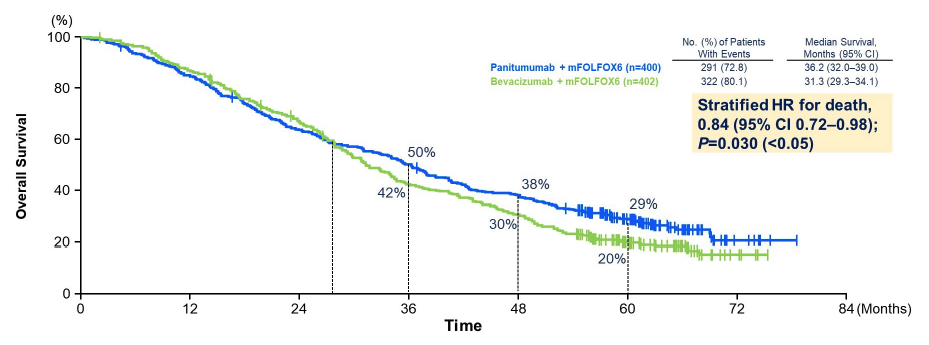 (%)
100
80
60
40
20
0
Overall Survival
No. (%) of Patients
With Events
Median Survival,
Months (95% CI)
Panitumumab + mFOLFOX6 (n=400) 291 (72.8) 36.2 (32.0–39.0)
Bevacizumab + mFOLFOX6 (n=402) 322 (80.1) 31.3 (29.3–34.1)
Stratified HR for death,
0.84 (95% CI 0.72–0.98);
P=0.030 (<0.05)
50%
42%
38%
30%
29%
20%
0 12 24 36 48 60 72 84 (Months)
Time